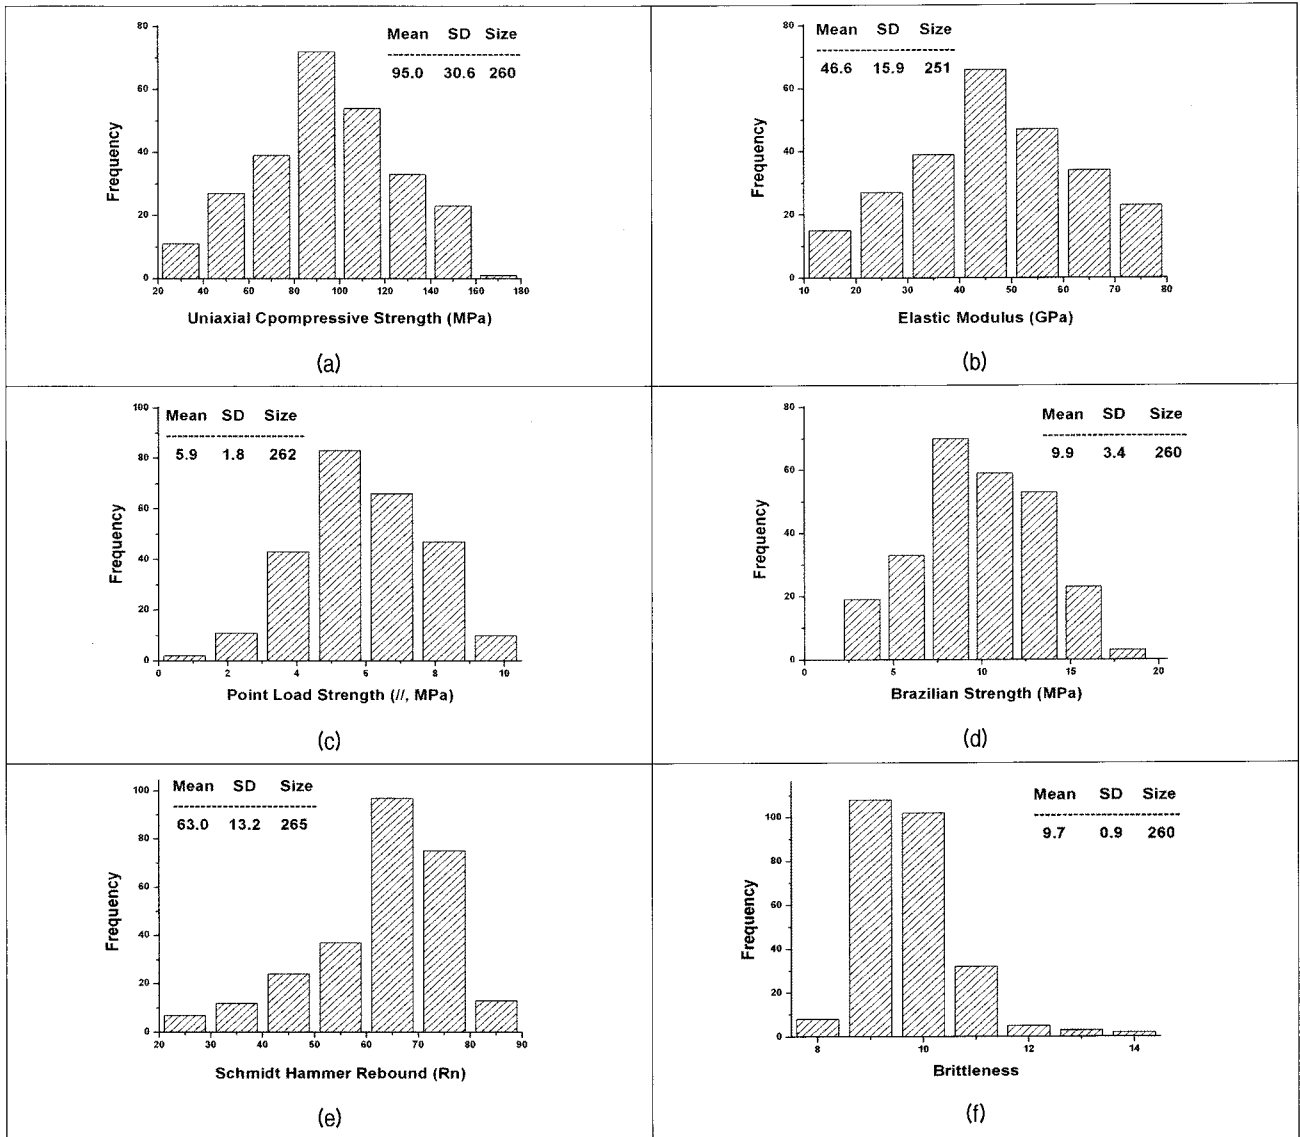 Mean SD Size
95.0 30.6 260
80
60
40
20
0
Frequency
20 40 60 80 100 120 140 160 180
Uniaxial Cpompressive Strength (MPa)
(a)
Mean SD Size
46.6 15.9 251
80
60
40
20
0
Frequency
10 20 30 40 50 60 70 80
Elastic Modulus (GPa)
(b)
Mean SD Size
5.9 1.8 262
100
80
60
40
20
0
Frequency
0 2 4 6 8 10
Point Load Strength (//, MPa)
(c)
Mean SD Size
9.9 3.4 260
80
60
40
20
0
Frequency
0 5 10 15 20
Brazilian Strength (MPa)
(d)
Mean SD Size
63.0 13.2 265
100
80
60
40
20
0
Frequency
20 30 40 50 60 70 80 90
Schmidt Hammer Rebound (Rn)
(e)
Mean SD Size
9.7 0.9 260
100
80
60
40
20
0
Frequency
8 10 12 14
Brittleness
(f)